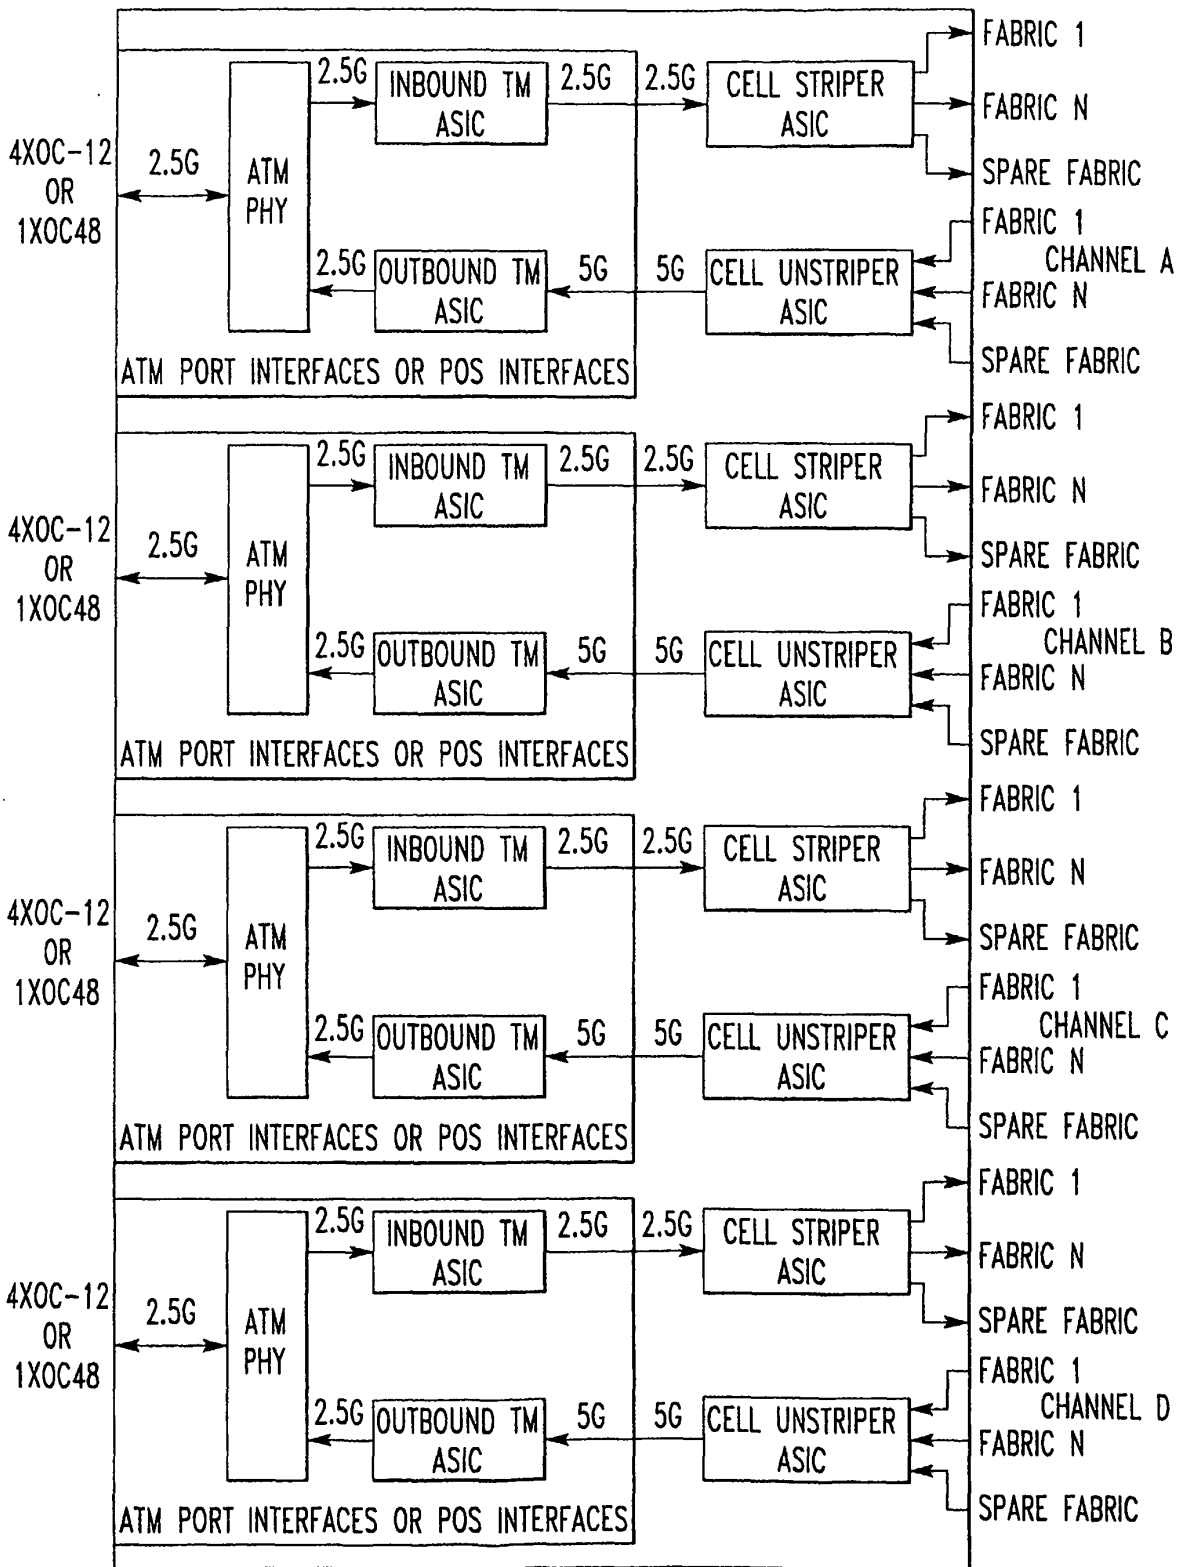 FABRIC 1
2.5G
INBOUND TM
ASIC
2.5G
2.5G
CELL STRIPER
ASIC
FABRIC N
4XOC-12
OR
1XOC48
2.5G
ATM
PHY
SPARE FABRIC
FABRIC 1
CHANNEL A
2.5G
OUTBOUND TM
ASIC
5G
5G
CELL UNSTRIPER
ASIC
FABRIC N
SPARE FABRIC
ATM PORT INTERFACES OR POS INTERFACES
FABRIC 1
2.5G
INBOUND TM
ASIC
2.5G
2.5G
CELL STRIPER
ASIC
FABRIC N
4XOC-12
OR
1XOC48
2.5G
ATM
PHY
SPARE FABRIC
FABRIC 1
CHANNEL B
2.5G
OUTBOUND TM
ASIC
5G
5G
CELL UNSTRIPER
ASIC
FABRIC N
SPARE FABRIC
ATM PORT INTERFACES OR POS INTERFACES
FABRIC 1
2.5G
INBOUND TM
ASIC
2.5G
2.5G
CELL STRIPER
ASIC
FABRIC N
4XOC-12
OR
1XOC48
2.5G
ATM
PHY
SPARE FABRIC
FABRIC 1
CHANNEL C
2.5G
OUTBOUND TM
ASIC
5G
5G
CELL UNSTRIPER
ASIC
FABRIC N
SPARE FABRIC
ATM PORT INTERFACES OR POS INTERFACES
FABRIC 1
2.5G
INBOUND TM
ASIC
2.5G
2.5G
CELL STRIPER
ASIC
FABRIC N
4XOC-12
OR
1XOC48
2.5G
ATM
PHY
SPARE FABRIC
FABRIC 1
CHANNEL D
2.5G
OUTBOUND TM
ASIC
5G
5G
CELL UNSTRIPER
ASIC
FABRIC N
SPARE FABRIC
ATM PORT INTERFACES OR POS INTERFACES